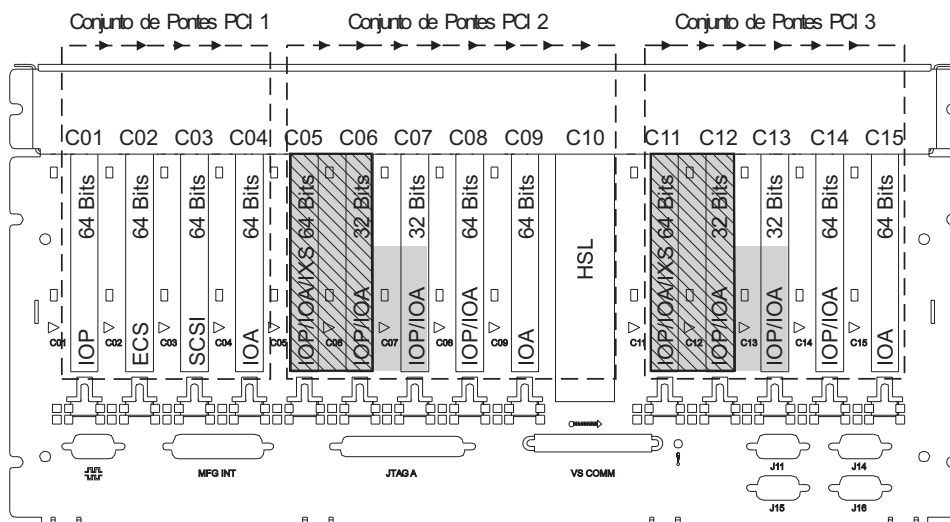 Conjunto de Pontes PCI 1
Conjunto de Pontes PCI 2
Conjunto de Pontes PCI 3
C01 C02 C03 C04 C05 C06 C07 C08 C09 C10 C11 C12 C13 C14 C15
IOP 64 Bits
ECS 64 Bits
SCSI 64 Bits
IOA 64 Bits
IOP/IOA/IXS 64 Bits
IOP/IOA 32 Bits
IOP/IOA 32 Bits
IOP/IOA 64 Bits
IOA 64 Bits
HSL
IOP/IOA/IXS 64 Bits
IOP/IOA 32 Bits
IOP/IOA 32 Bits
IOP/IOA 64 Bits
IOA 64 Bits
C01 C02 C03 C04 C05 C06 C07 C08 C09 C11 C12 C13 C14 C15
MFG INT
JTAG A
VS COMM
J11
J14
J15
J16